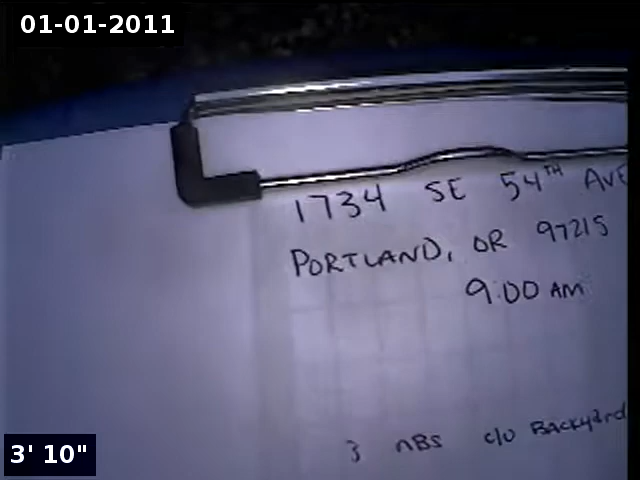 01-01-2011
1734 SE 54TH AVE
PORTLAND, OR 97215
9:00 AM
3 ABS c/o Backyard
3' 10"